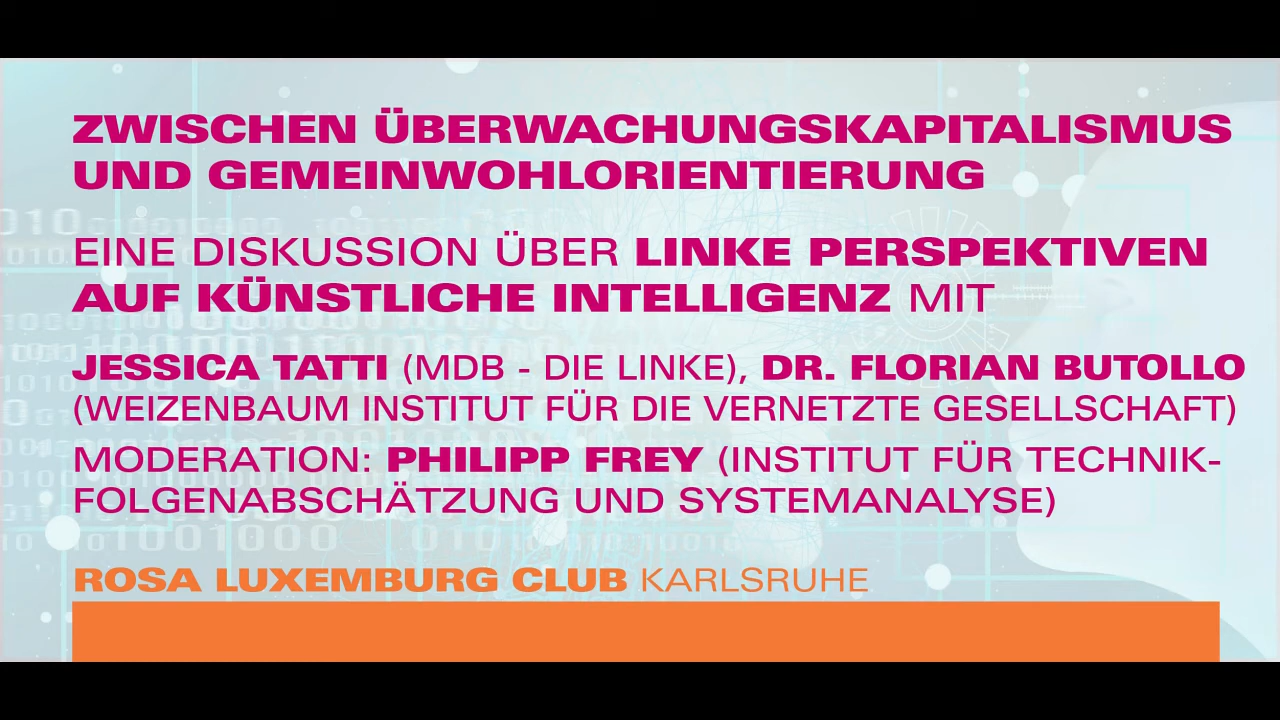 ZWISCHEN ÜBERWACHUNGSKAPITALISMUS
UND GEMEINWOHLORIENTIERUNG
EINE DISKUSSION ÜBER LINKE PERSPEKTIVEN
AUF KÜNSTLICHE INTELLIGENZ MIT
JESSICA TATTI (MDB - DIE LINKE), DR. FLORIAN BUTOLLO
(WEIZENBAUM INSTITUT FÜR DIE VERNETZTE GESELLSCHAFT)
MODERATION: PHILIPP FREY (INSTITUT FÜR TECHNIK-
FOLGENABSCHÄTZUNG UND SYSTEMANALYSE)
ROSA LUXEMBURG CLUB KARLSRUHE